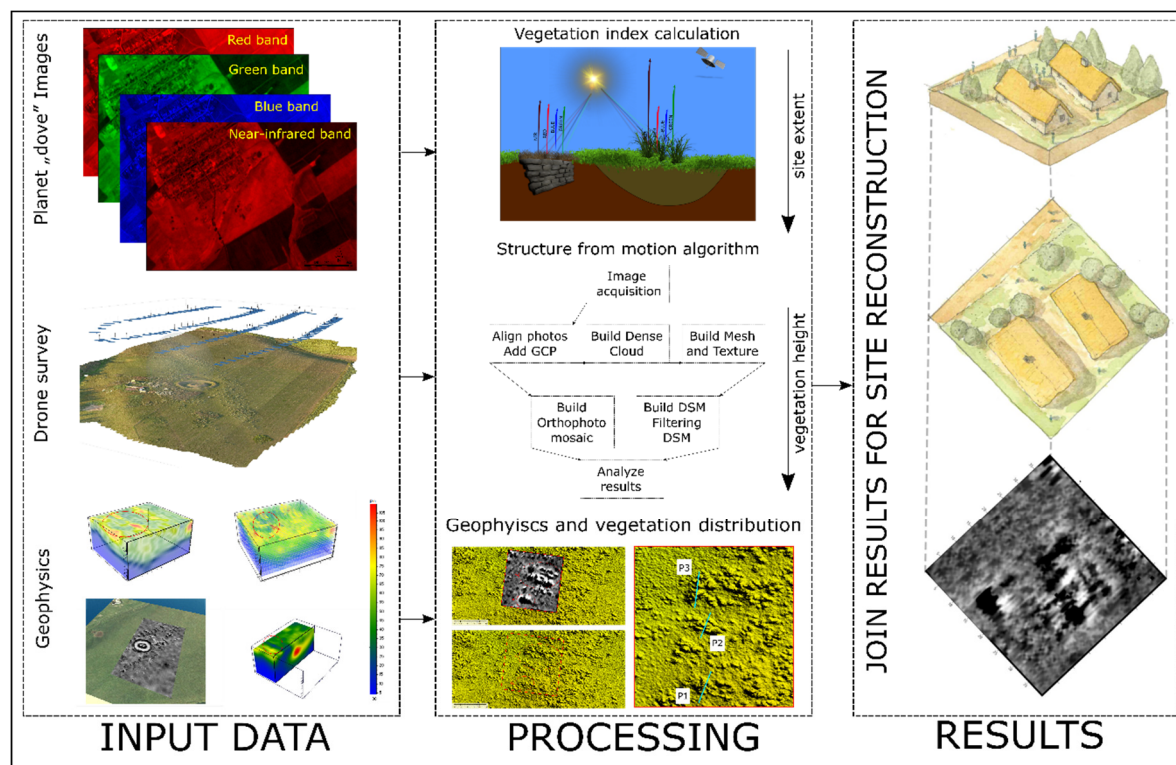 Planet „dove” Images
Red band
Green band
Blue band
Near-infrared band
Drone survey
Geophysics
INPUT DATA
Vegetation index calculation
site extent
Structure from motion algorithm
Image
acquisition
Align photos
Add GCP
Build Dense
Cloud
Build Mesh
and Texture
Build
Orthophoto
mosaic
Build DSM
Filtering
DSM
Analyze
results
vegetation height
Geophyiscs and vegetation distribution
P3
P2
P1
PROCESSING
JOIN RESULTS FOR SITE RECONSTRUCTION
RESULTS